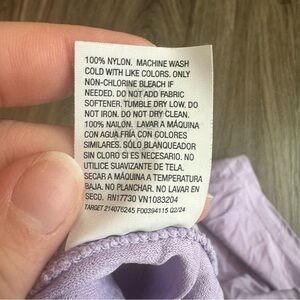 100% NYLON. MACHINE WASH
COLD WITH LIKE COLORS. ONLY
NON-CHLORINE BLEACH IF
NEEDED. DO NOT ADD FABRIC
SOFTENER. TUMBLE DRY LOW. DO
NOT IRON. DO NOT DRY CLEAN.
100% NAILON. LAVAR A MÁQUINA
CON AGUA FRÍA CON COLORES
SIMILARES. SÓLO BLANQUEADOR
SIN CLORO SI ES NECESARIO. NO
UTILICE SUAVIZANTE DE TELA.
SECAR A MÁQUINA A TEMPERATURA
BAJA. NO PLANCHAR. NO LAVAR EN
SECO. RN17730 VN1083204
TARGET 214076245 F00394115 Q2/24